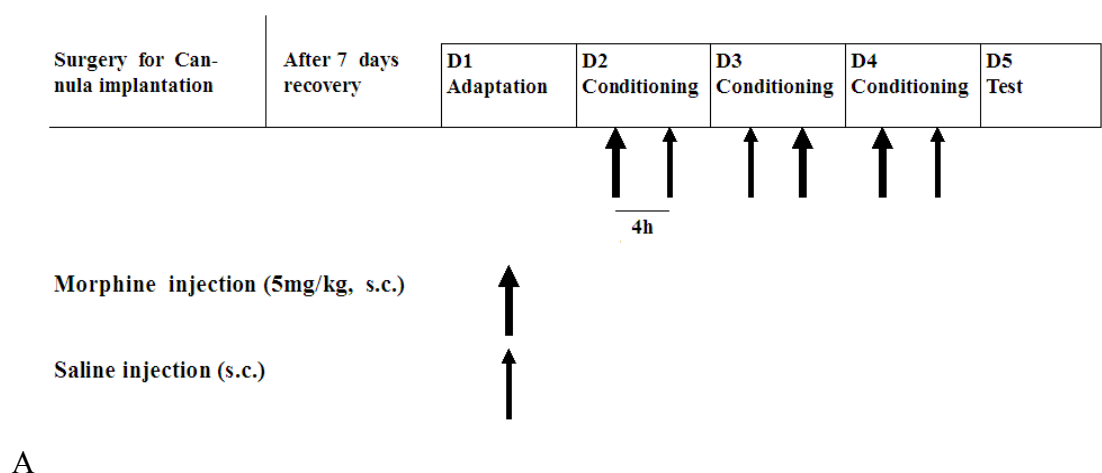 Surgery for Can-
nula implantation
After 7 days
recovery
D1
Adaptation
D2
Conditioning
D3
Conditioning
D4
Conditioning
D5
Test
4h
Morphine injection (5mg/kg, s.c.)
Saline injection (s.c.)
A